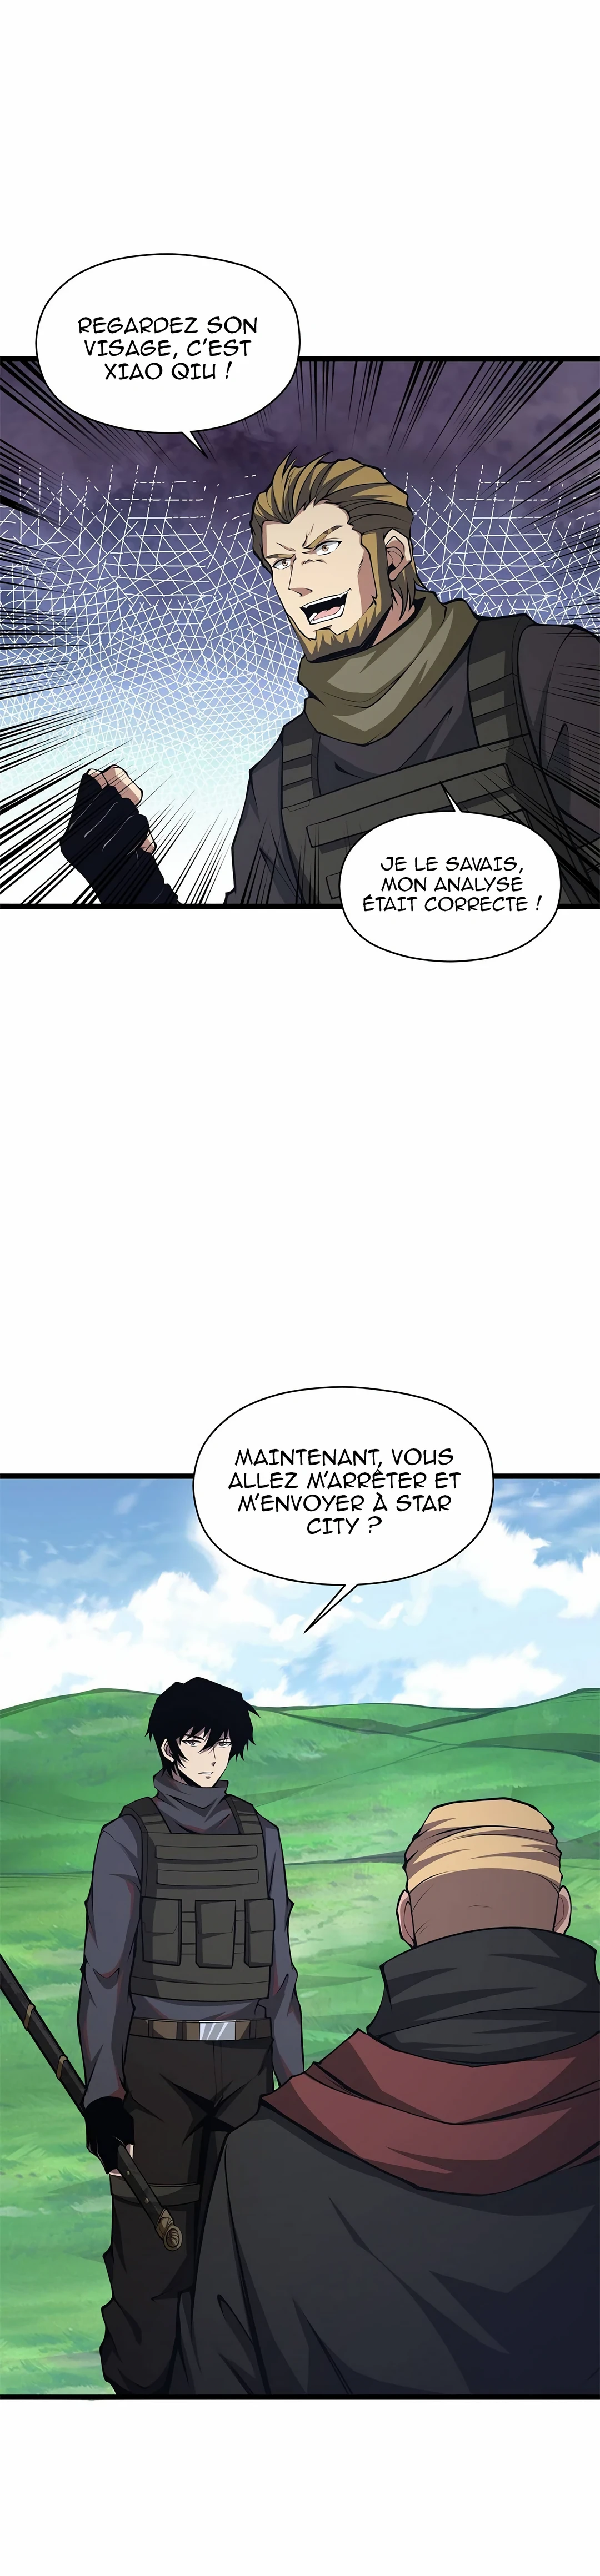 REGARDEZ SON
VISAGE, C'EST
XIAO QIU !
JE LE SAVAIS,
MON ANALYSE
ÉTAIT CORRECTE !
MAINTENANT, VOUS
ALLEZ M'ARRÊTER ET
M'ENVOYER À STAR
CITY ?